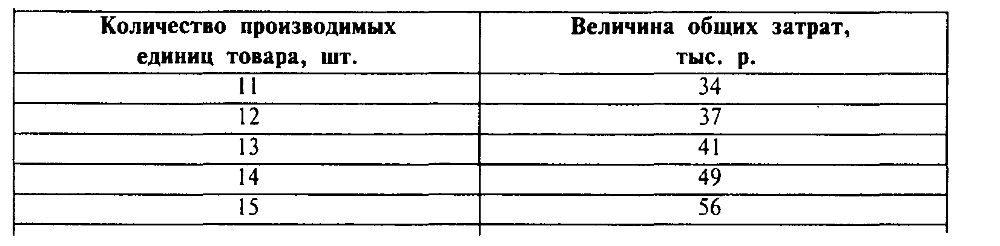 Количество производимых
единиц товара, шт.
Величина общих затрат,
тыс. р.
11 34
12 37
13 41
14 49
15 56